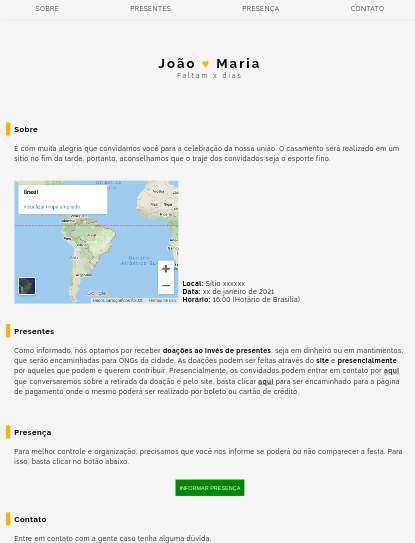 SOBRE PRESENTES PRESENÇA CONTATO
João ♥ Maria
Faltam x dias
Sobre
É com muita alegria que convidamos você para a celebração da nossa união. O casamento será realizado em um
sítio no fim da tarde, portanto, aconselhamos que o traje dos convidados seja o esporte fino.
Brasil
Visualizar mapa ampliado
Brasil
Peru
Chile
Argentina
Oceano
Atlântico Sul
Google
Termos de Uso
Local: Sítio xxxxxx
Data: xx de janeiro de 2021
Horário: 16:00 (Horário de Brasília)
Presentes
Como informado, nós optamos por receber doações ao invés de presentes, seja em dinheiro ou em mantimentos,
que serão encaminhadas para ONGs da cidade. As doações podem ser feitas através do site e presencialmente
por aqueles que podem e querem contribuir. Presencialmente, os convidados podem entrar em contato por aqui
que conversaremos sobre a retirada da doação e pelo site, basta clicar aqui para ser encaminhado para a página
de pagamento onde o mesmo poderá ser realizado por boleto ou cartão de crédito.
Presença
Para melhor controle e organização, precisamos que você nos informe se poderá ou não comparecer a festa. Para
isso, basta clicar no botão abaixo.
INFORMAR PRESENÇA
Contato
Entre em contato com a gente caso tenha alguma dúvida.